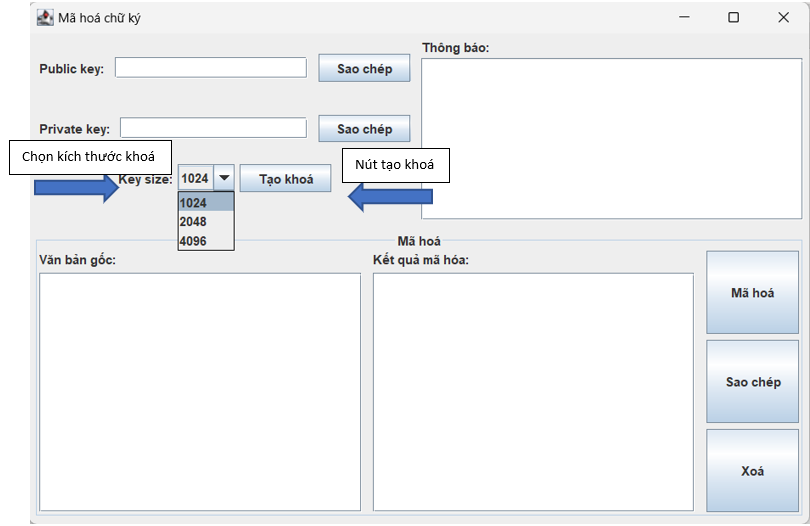 Mã hoá chữ ký
Public key:
Sao chép
Thông báo:
Private key:
Sao chép
Chọn kích thước khoá
Nút tạo khoá
Key size:
1024
Tạo khoá
1024
2048
4096
Mã hoá
Văn bản gốc:
Kết quả mã hóa:
Mã hoá
Sao chép
Xoá